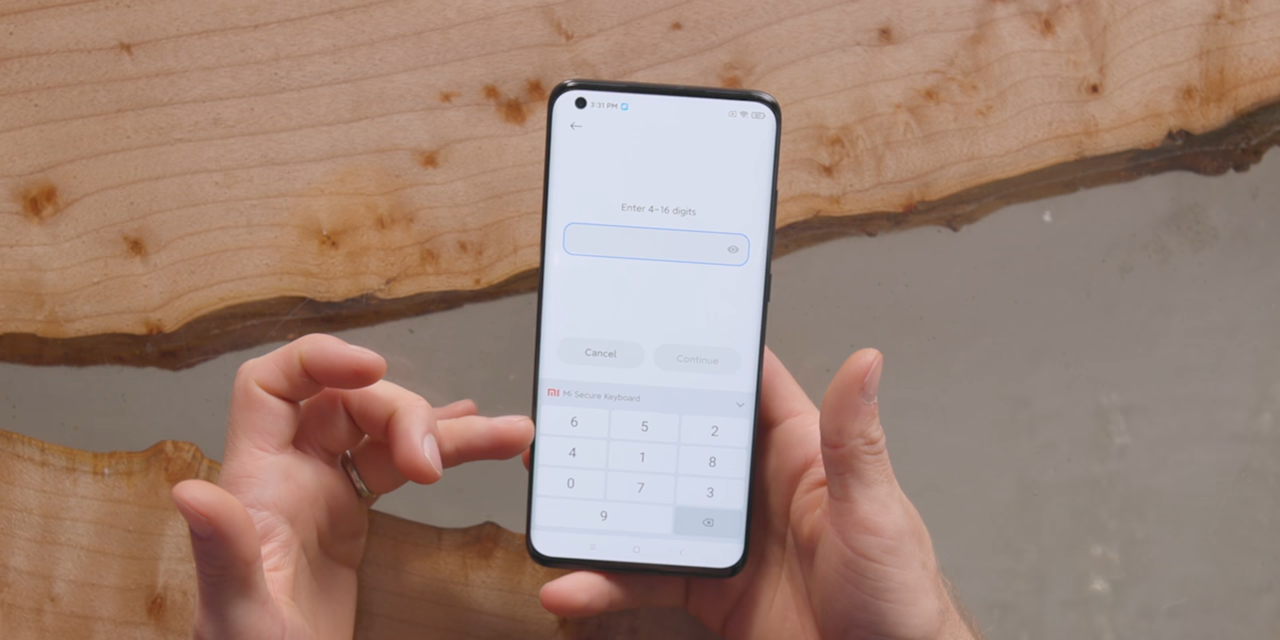 3:31 PM
Enter 4-16 digits
Cancel Continue
Mi Secure Keyboard
6 5 2
4 1 8
0 7 3
9